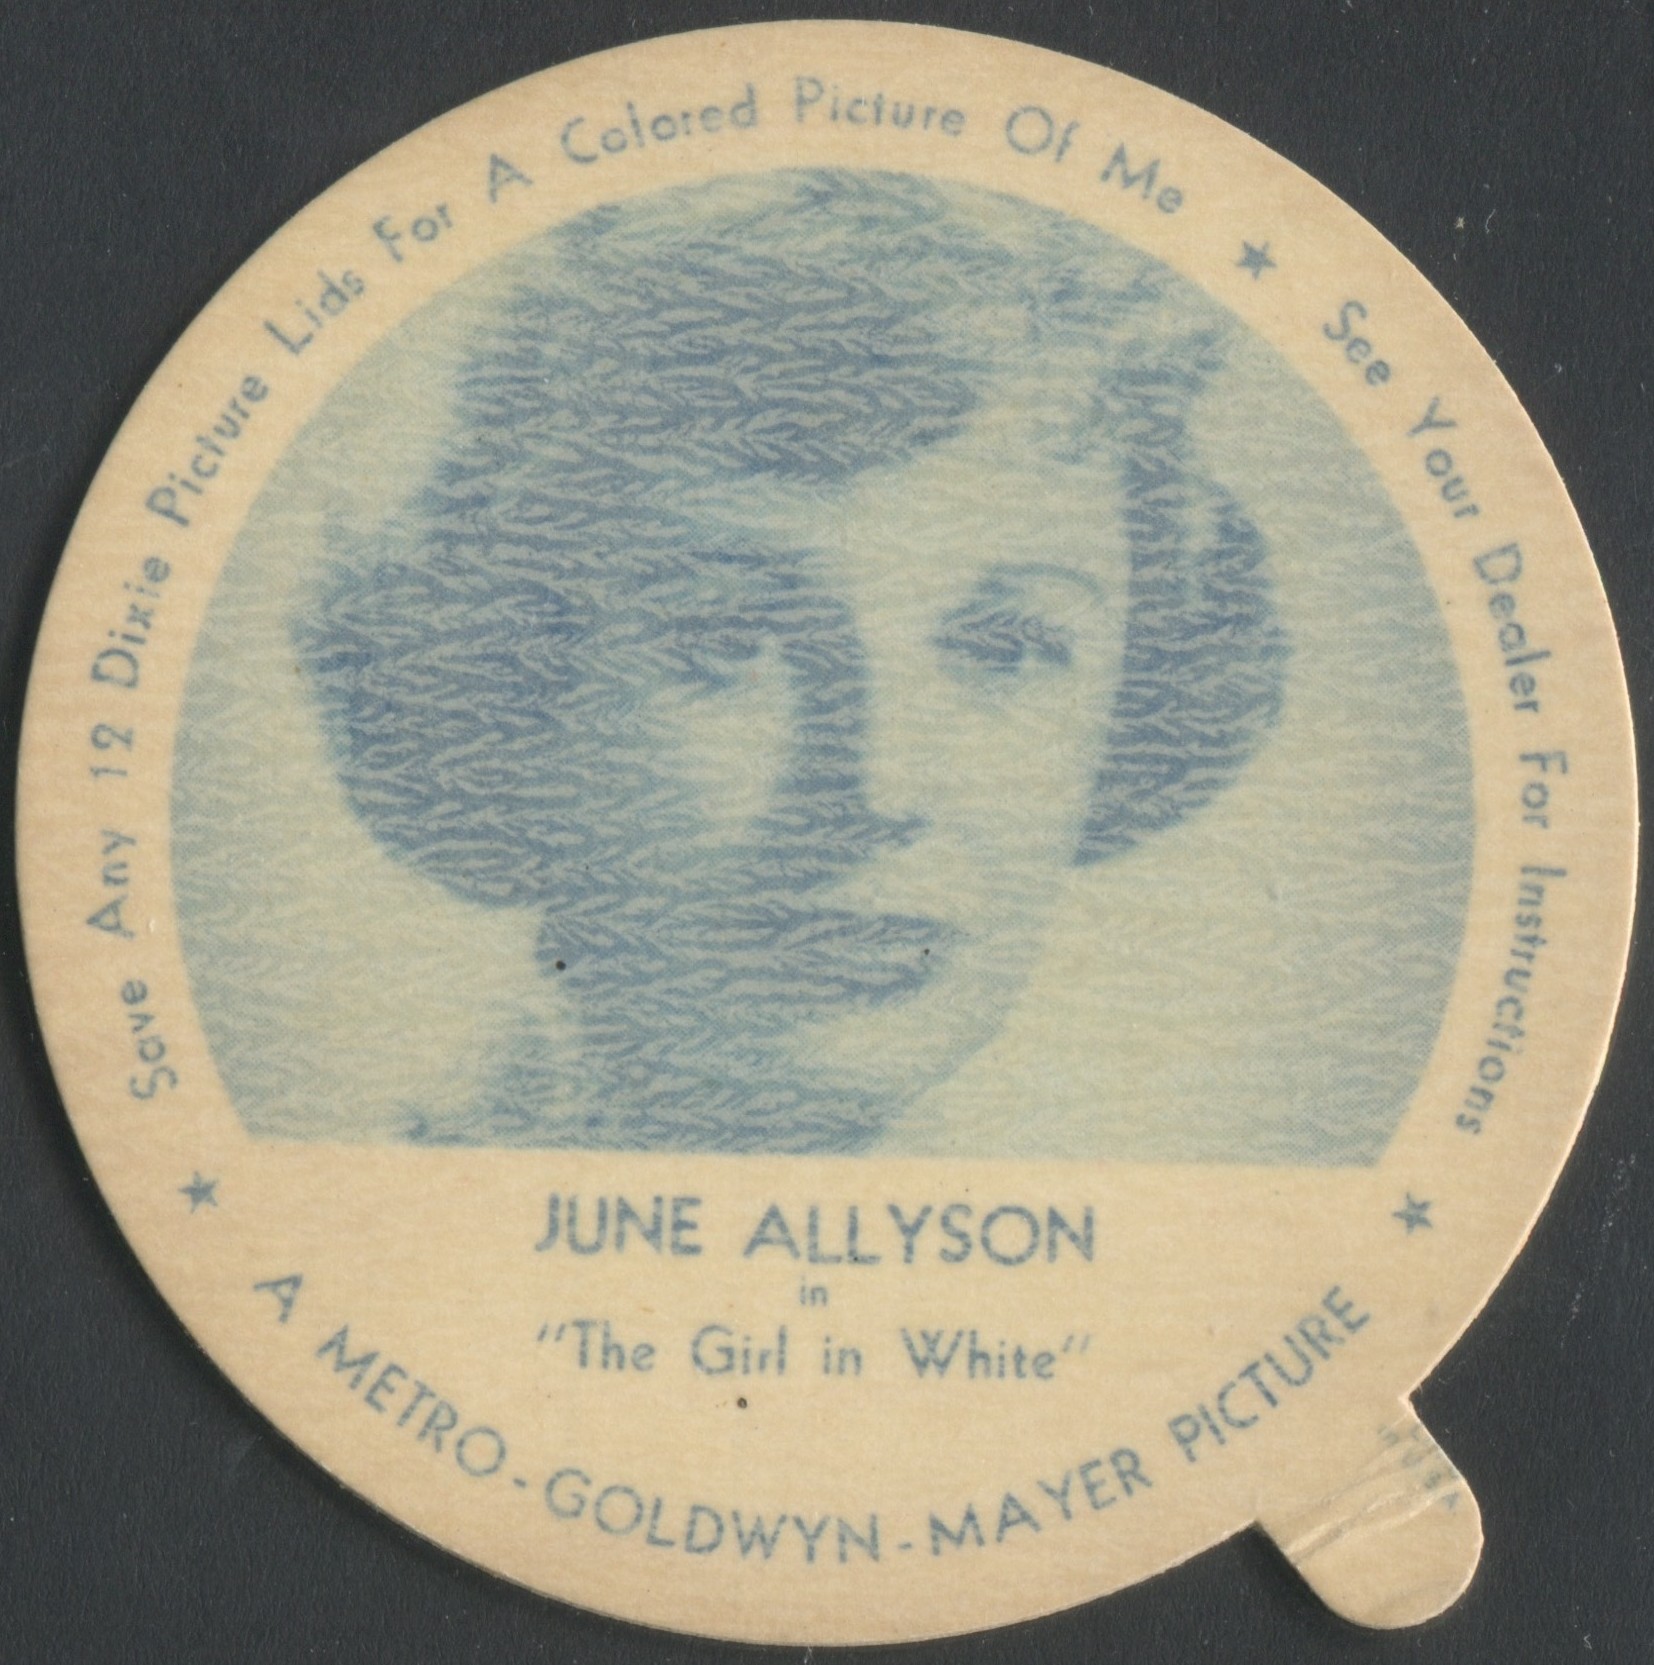 Save Any 12 Dixie Picture Lids For A Colored Picture Of Me ★ See Your Dealer For Instructions
JUNE ALLYSON
in
"The Girl in White"
A METRO-GOLDWYN-MAYER PICTURE